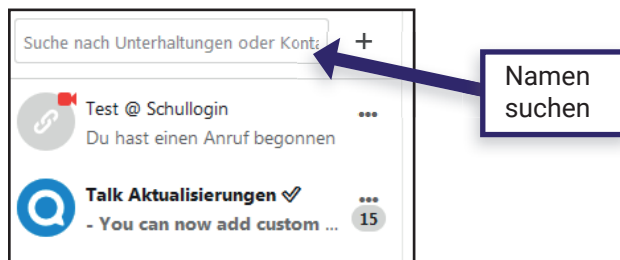 Suche nach Unterhaltungen oder Konta
+
Namen
suchen
Test @ Schullogin
...
Du hast einen Anruf begonnen
Talk Aktualisierungen
...
- You can now add custom ...
15